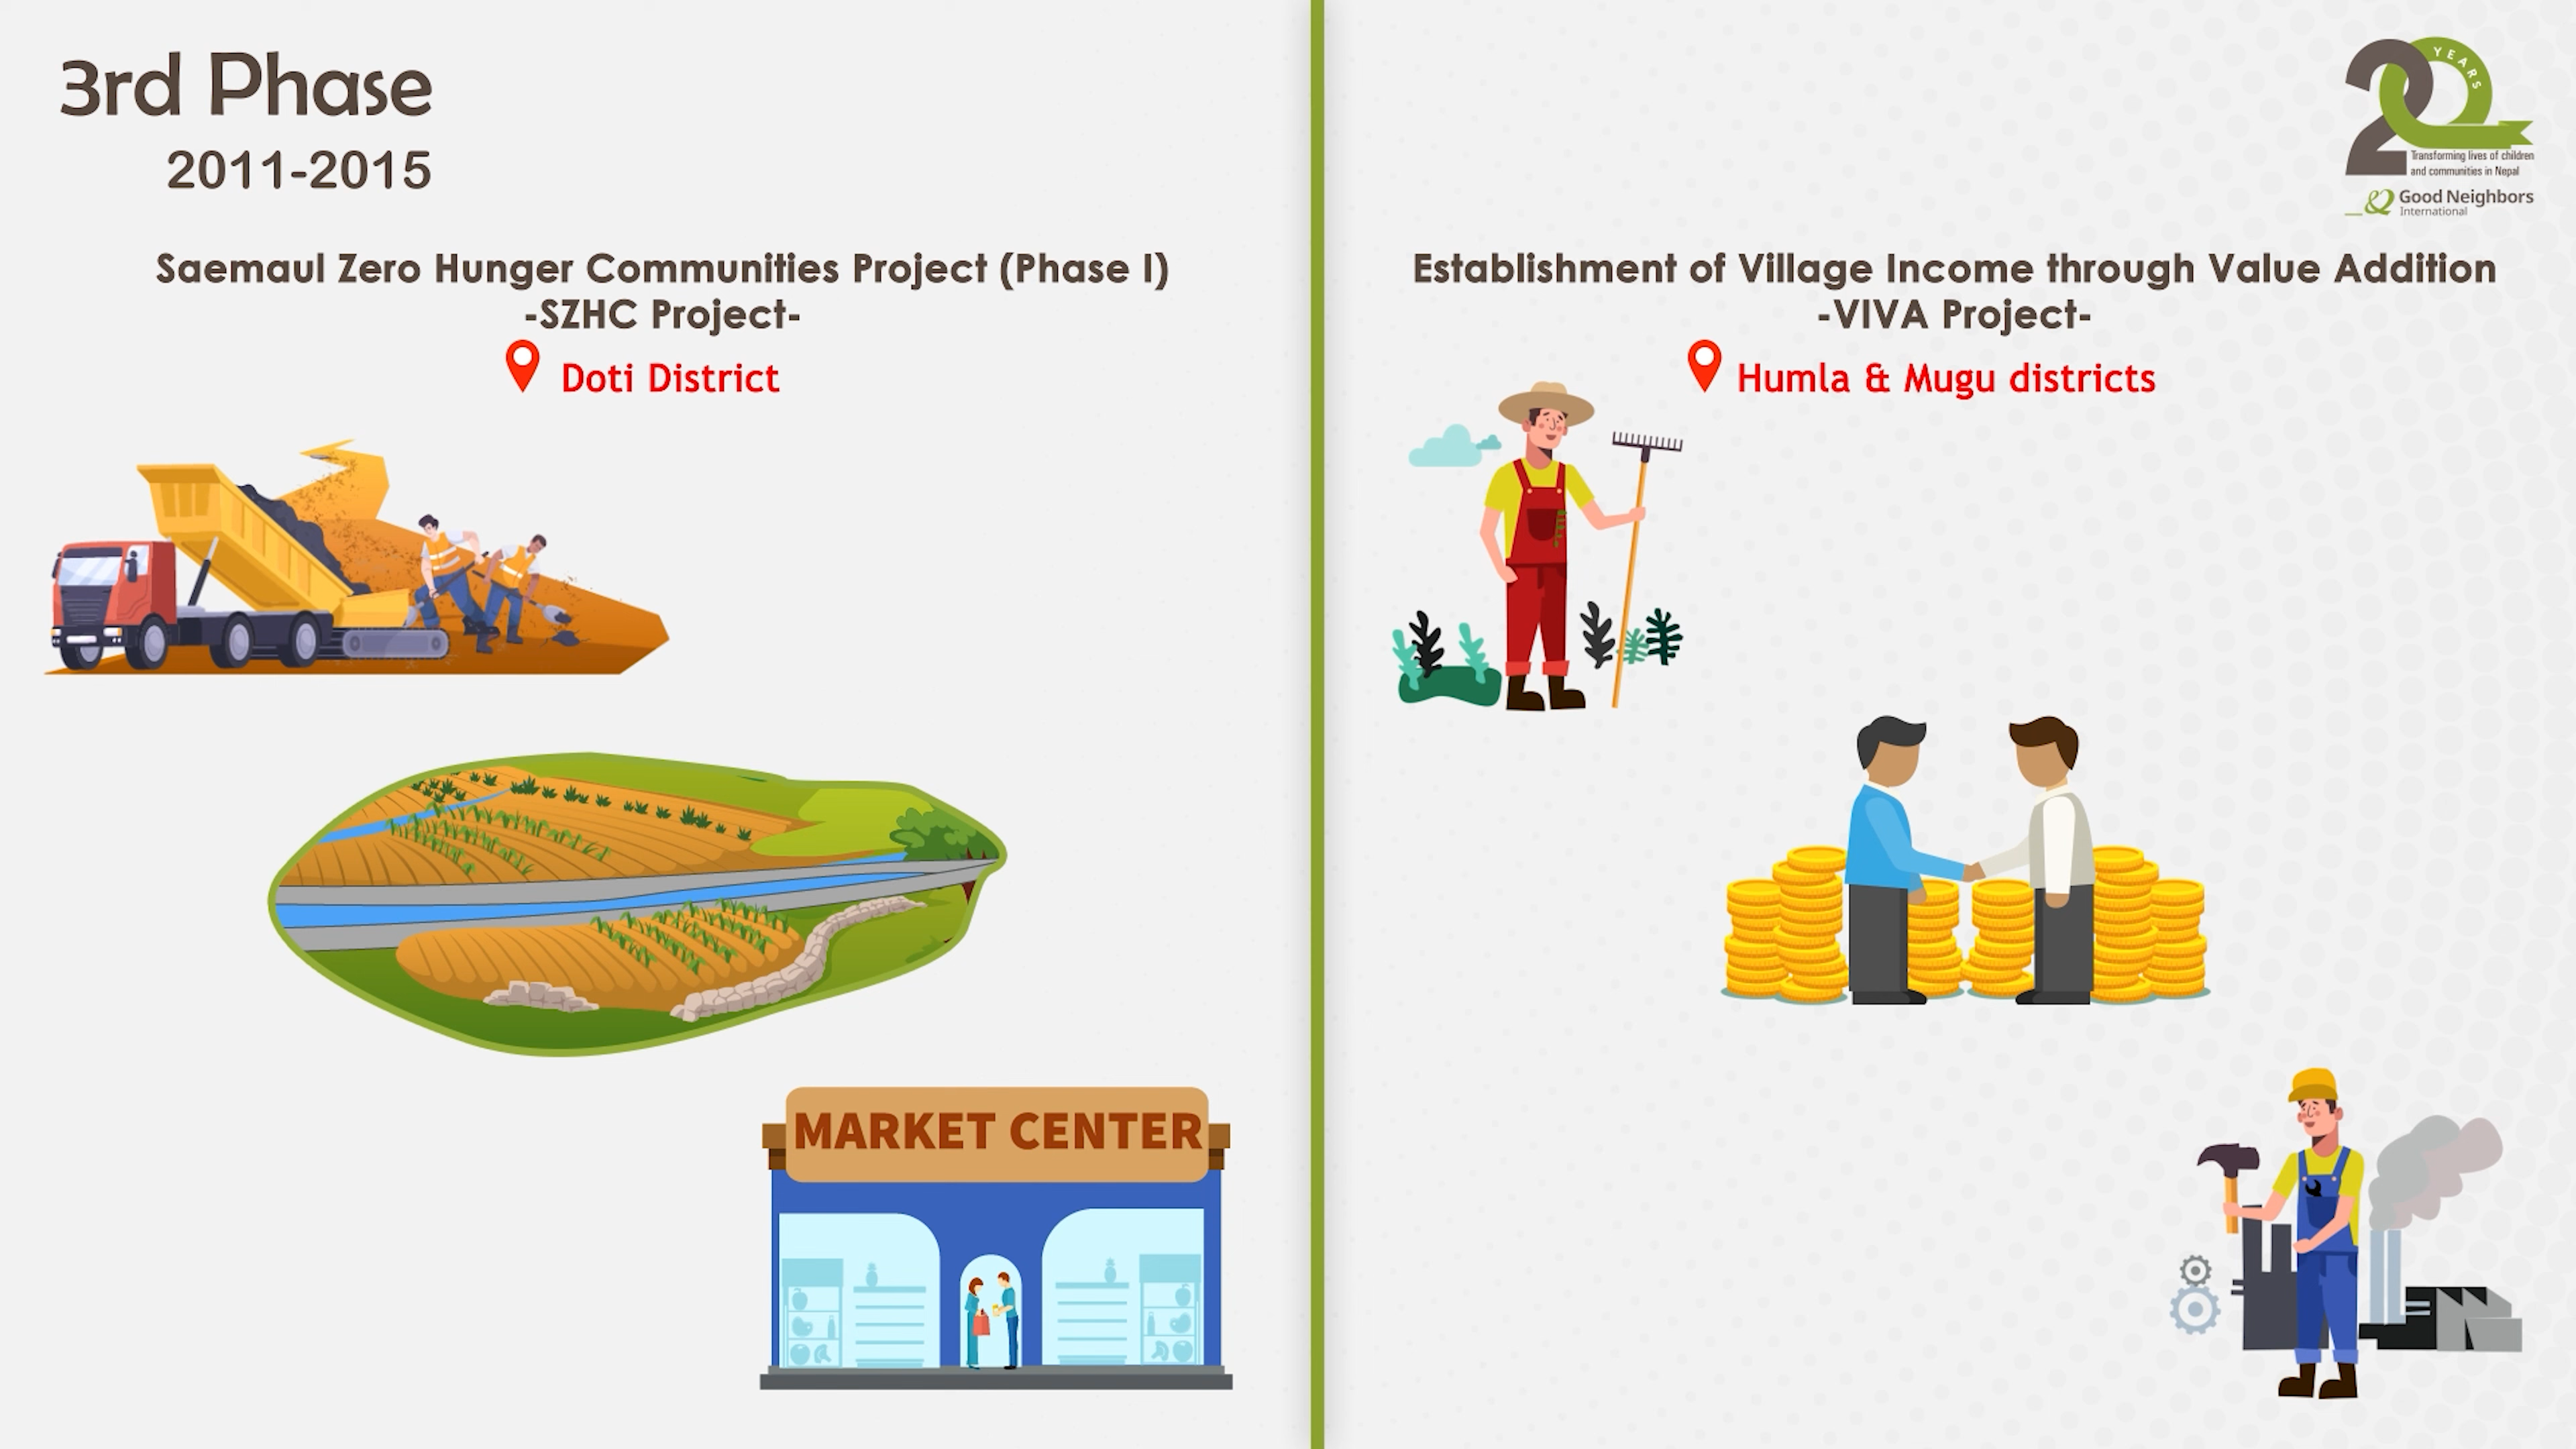 3rd Phase
2011-2015
Saemaul Zero Hunger Communities Project (Phase I)
-SZHC Project-
Doti District
MARKET CENTER
YEARS
20
Transforming lives of children
and communities in Nepal
Good Neighbors
International
Establishment of Village Income through Value Addition
-VIVA Project-
Humla & Mugu districts